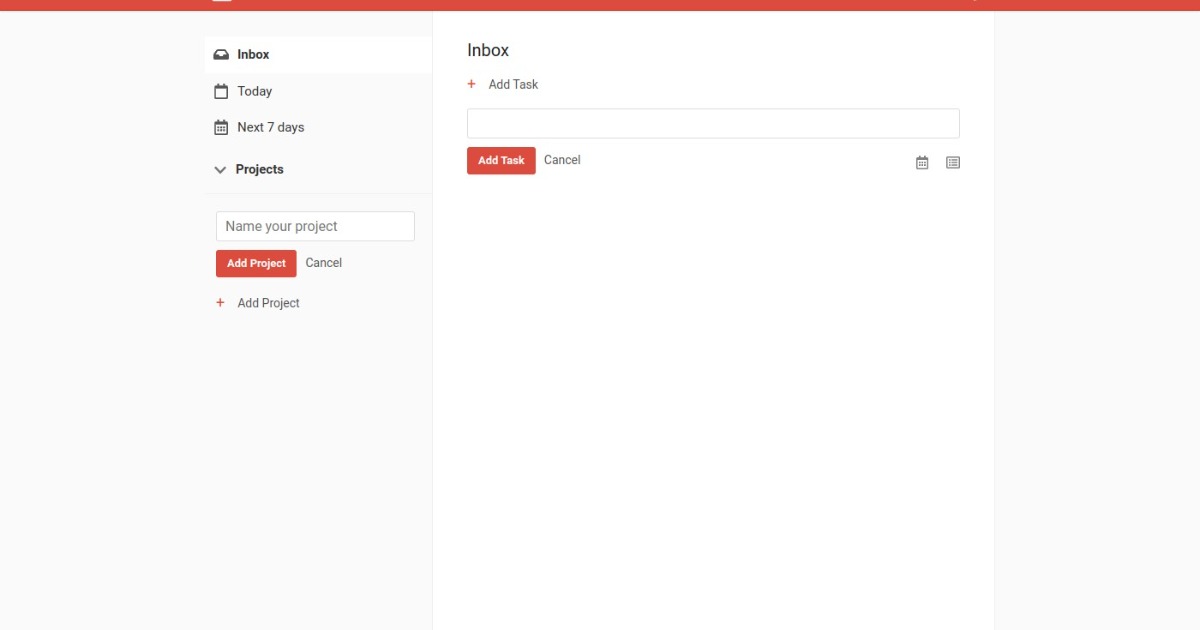 Inbox
Today
Next 7 days
Projects
Name your project
Add Project
Cancel
+ Add Project
Inbox
+ Add Task
Add Task
Cancel